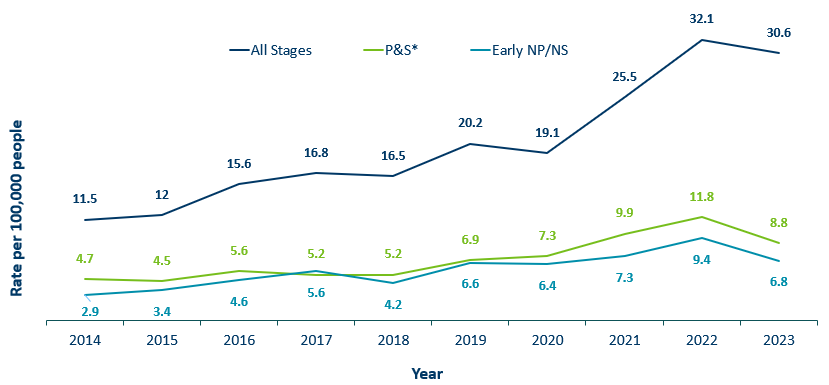 All Stages P&S* Early NP/NS
Rate per 100,000 people
11.5 12 15.6 16.8 16.5 20.2 19.1 25.5 32.1 30.6
4.7 4.5 5.6 5.2 5.2 6.9 7.3 9.9 11.8 8.8
2.9 3.4 4.6 5.6 4.2 6.6 6.4 7.3 9.4 6.8
2014 2015 2016 2017 2018 2019 2020 2021 2022 2023
Year